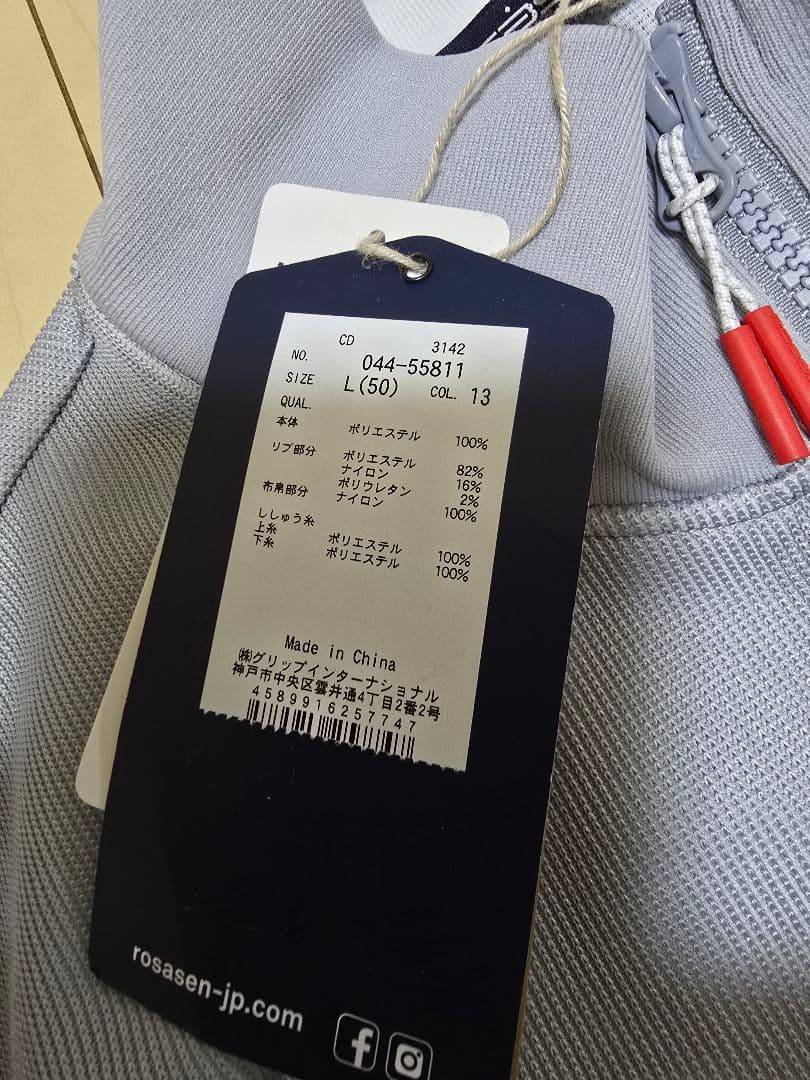 CD 3142
NO. 044-55811
SIZE L(50) COL. 13
QUAL.
本体 ポリエステル 100%
リブ部分 ポリエステル 82%
ナイロン 16%
ポリウレタン 2%
布帛部分 ナイロン 100%
ししゅう糸
上糸 ポリエステル 100%
下糸 ポリエステル 100%
Made in China
㈱グリップインターナショナル
神戸市中央区雲井通4丁目2番2号
4589916257747
rosasen-jp.com